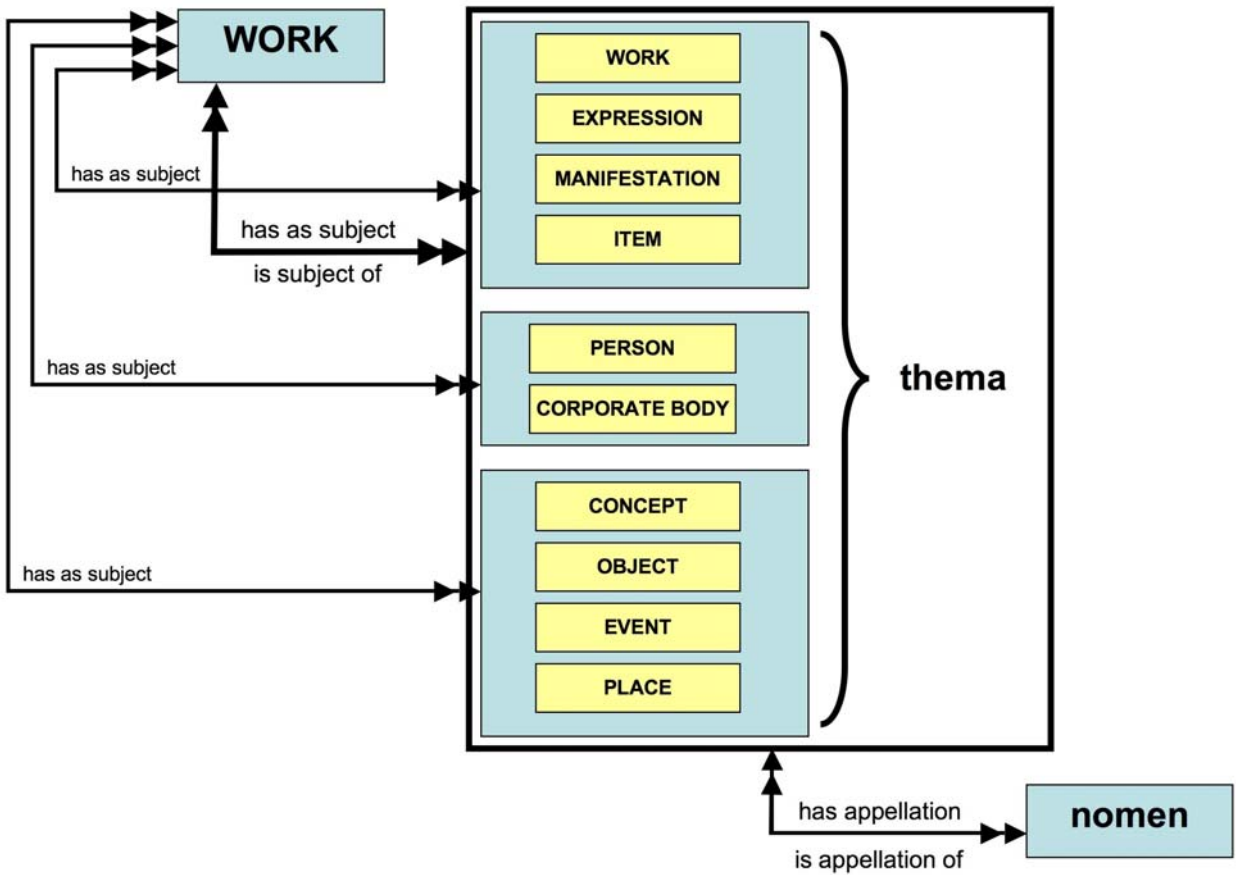 WORK
WORK
EXPRESSION
MANIFESTATION
ITEM
has as subject
has as subject
is subject of
PERSON
CORPORATE BODY
has as subject
thema
CONCEPT
OBJECT
EVENT
PLACE
has as subject
has appellation
is appellation of
nomen